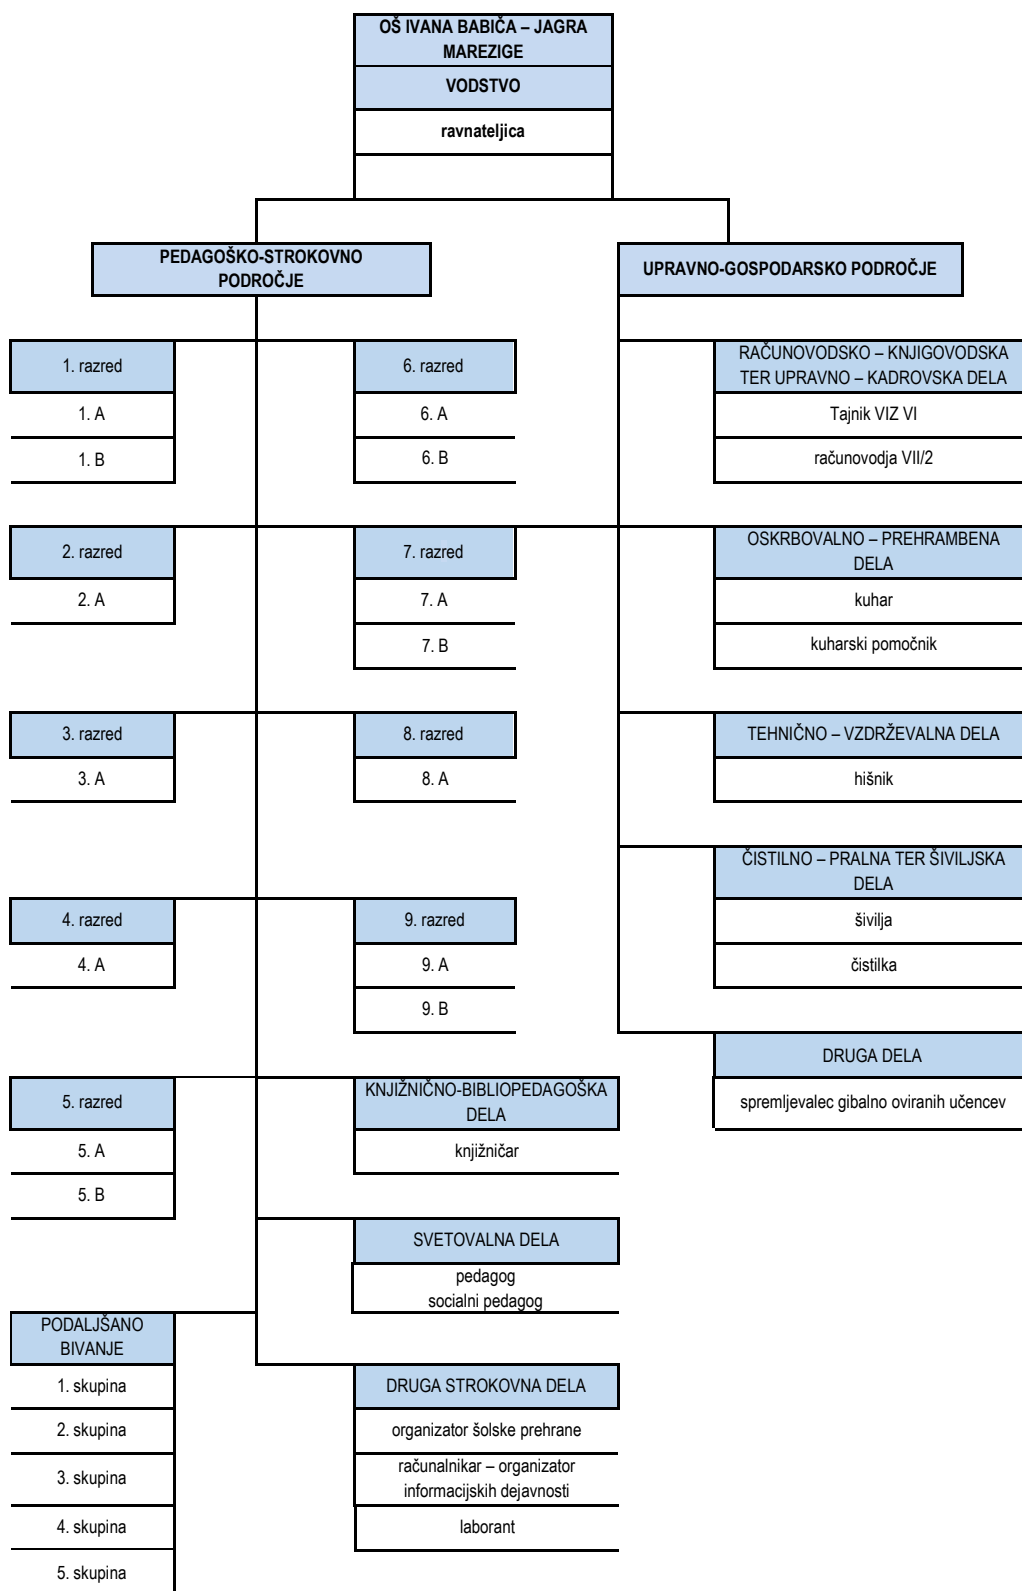 OŠ IVANA BABIČA – JAGRA
MAREZIGE
VODSTVO
ravnateljica
PEDAGOŠKO-STROKOVNO
PODROČJE
UPRAVNO-GOSPODARSKO PODROČJE
1. razred
1. A
1. B
2. razred
2. A
3. razred
3. A
4. razred
4. A
5. razred
5. A
5. B
PODALJŠANO
BIVANJE
1. skupina
2. skupina
3. skupina
4. skupina
5. skupina
6. razred
6. A
6. B
7. razred
7. A
7. B
8. razred
8. A
9. razred
9. A
9. B
KNJIŽNIČNO-BIBLIOPEDAGOŠKA
DELA
knjižničar
SVETOVALNA DELA
pedagog
socialni pedagog
DRUGA STROKOVNA DELA
organizator šolske prehrane
računalnikar – organizator
informacijskih dejavnosti
laborant
RAČUNOVODSKO – KNJIGOVODSKA
TER UPRAVNO – KADROVSKA DELA
Tajnik VIZ VI
računovodja VII/2
OSKRBOVALNO – PREHRAMBENA
DELA
kuhar
kuharski pomočnik
TEHNIČNO – VZDRŽEVALNA DELA
hišnik
ČISTILNO – PRALNA TER ŠIVILJSKA
DELA
šivilja
čistilka
DRUGA DELA
spremljevalec gibalno oviranih učencev